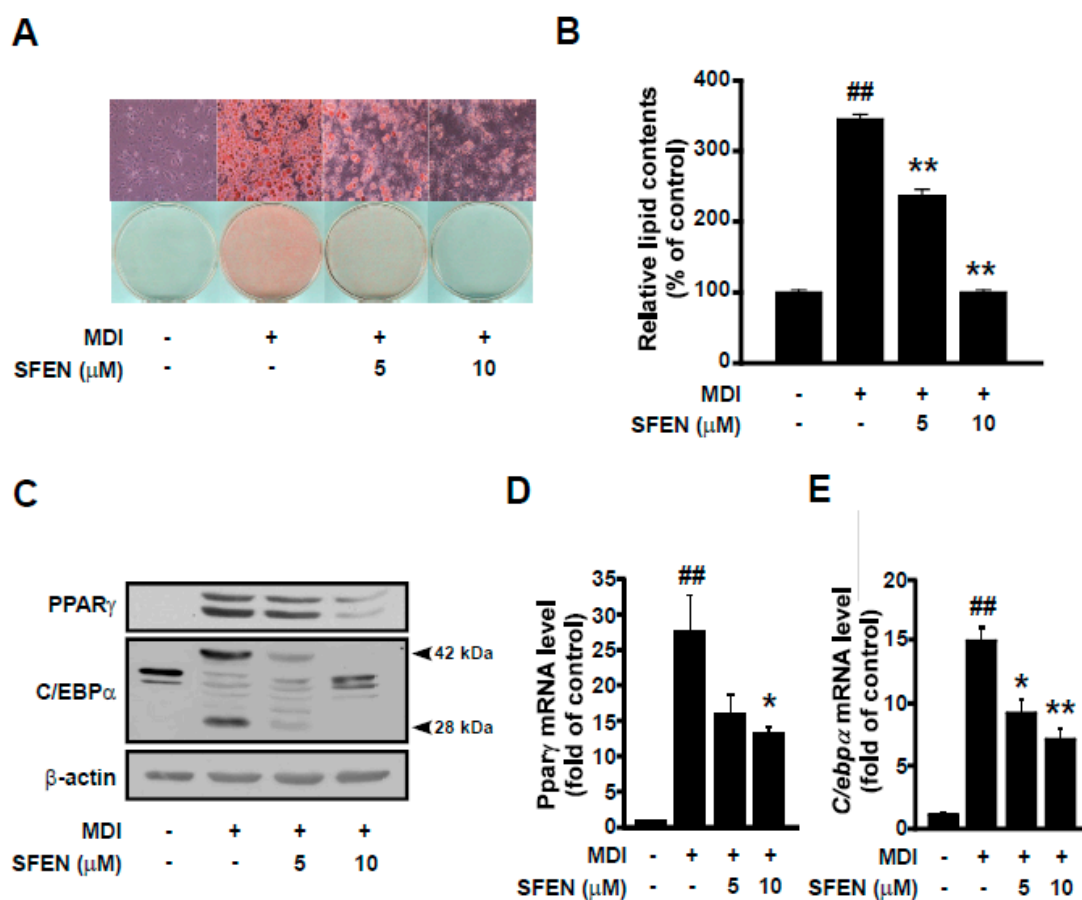 A
MDI - + + +
SFEN (μM) - - 5 10
B
Relative lipid contents
(% of control)
400
300
200
100
0
##
**
**
MDI - + + +
SFEN (μM) - - 5 10
C
PPARγ
C/EBPα
42 kDa
28 kDa
β-actin
MDI - + + +
SFEN (μM) - - 5 10
D
Pparγ mRNA level
(fold of control)
35
30
25
20
15
10
5
0
##
*
MDI - + + +
SFEN (μM) - - 5 10
E
C/ebpα mRNA level
(fold of control)
20
15
10
5
0
##
*
**
MDI - + + +
SFEN (μM) - - 5 10